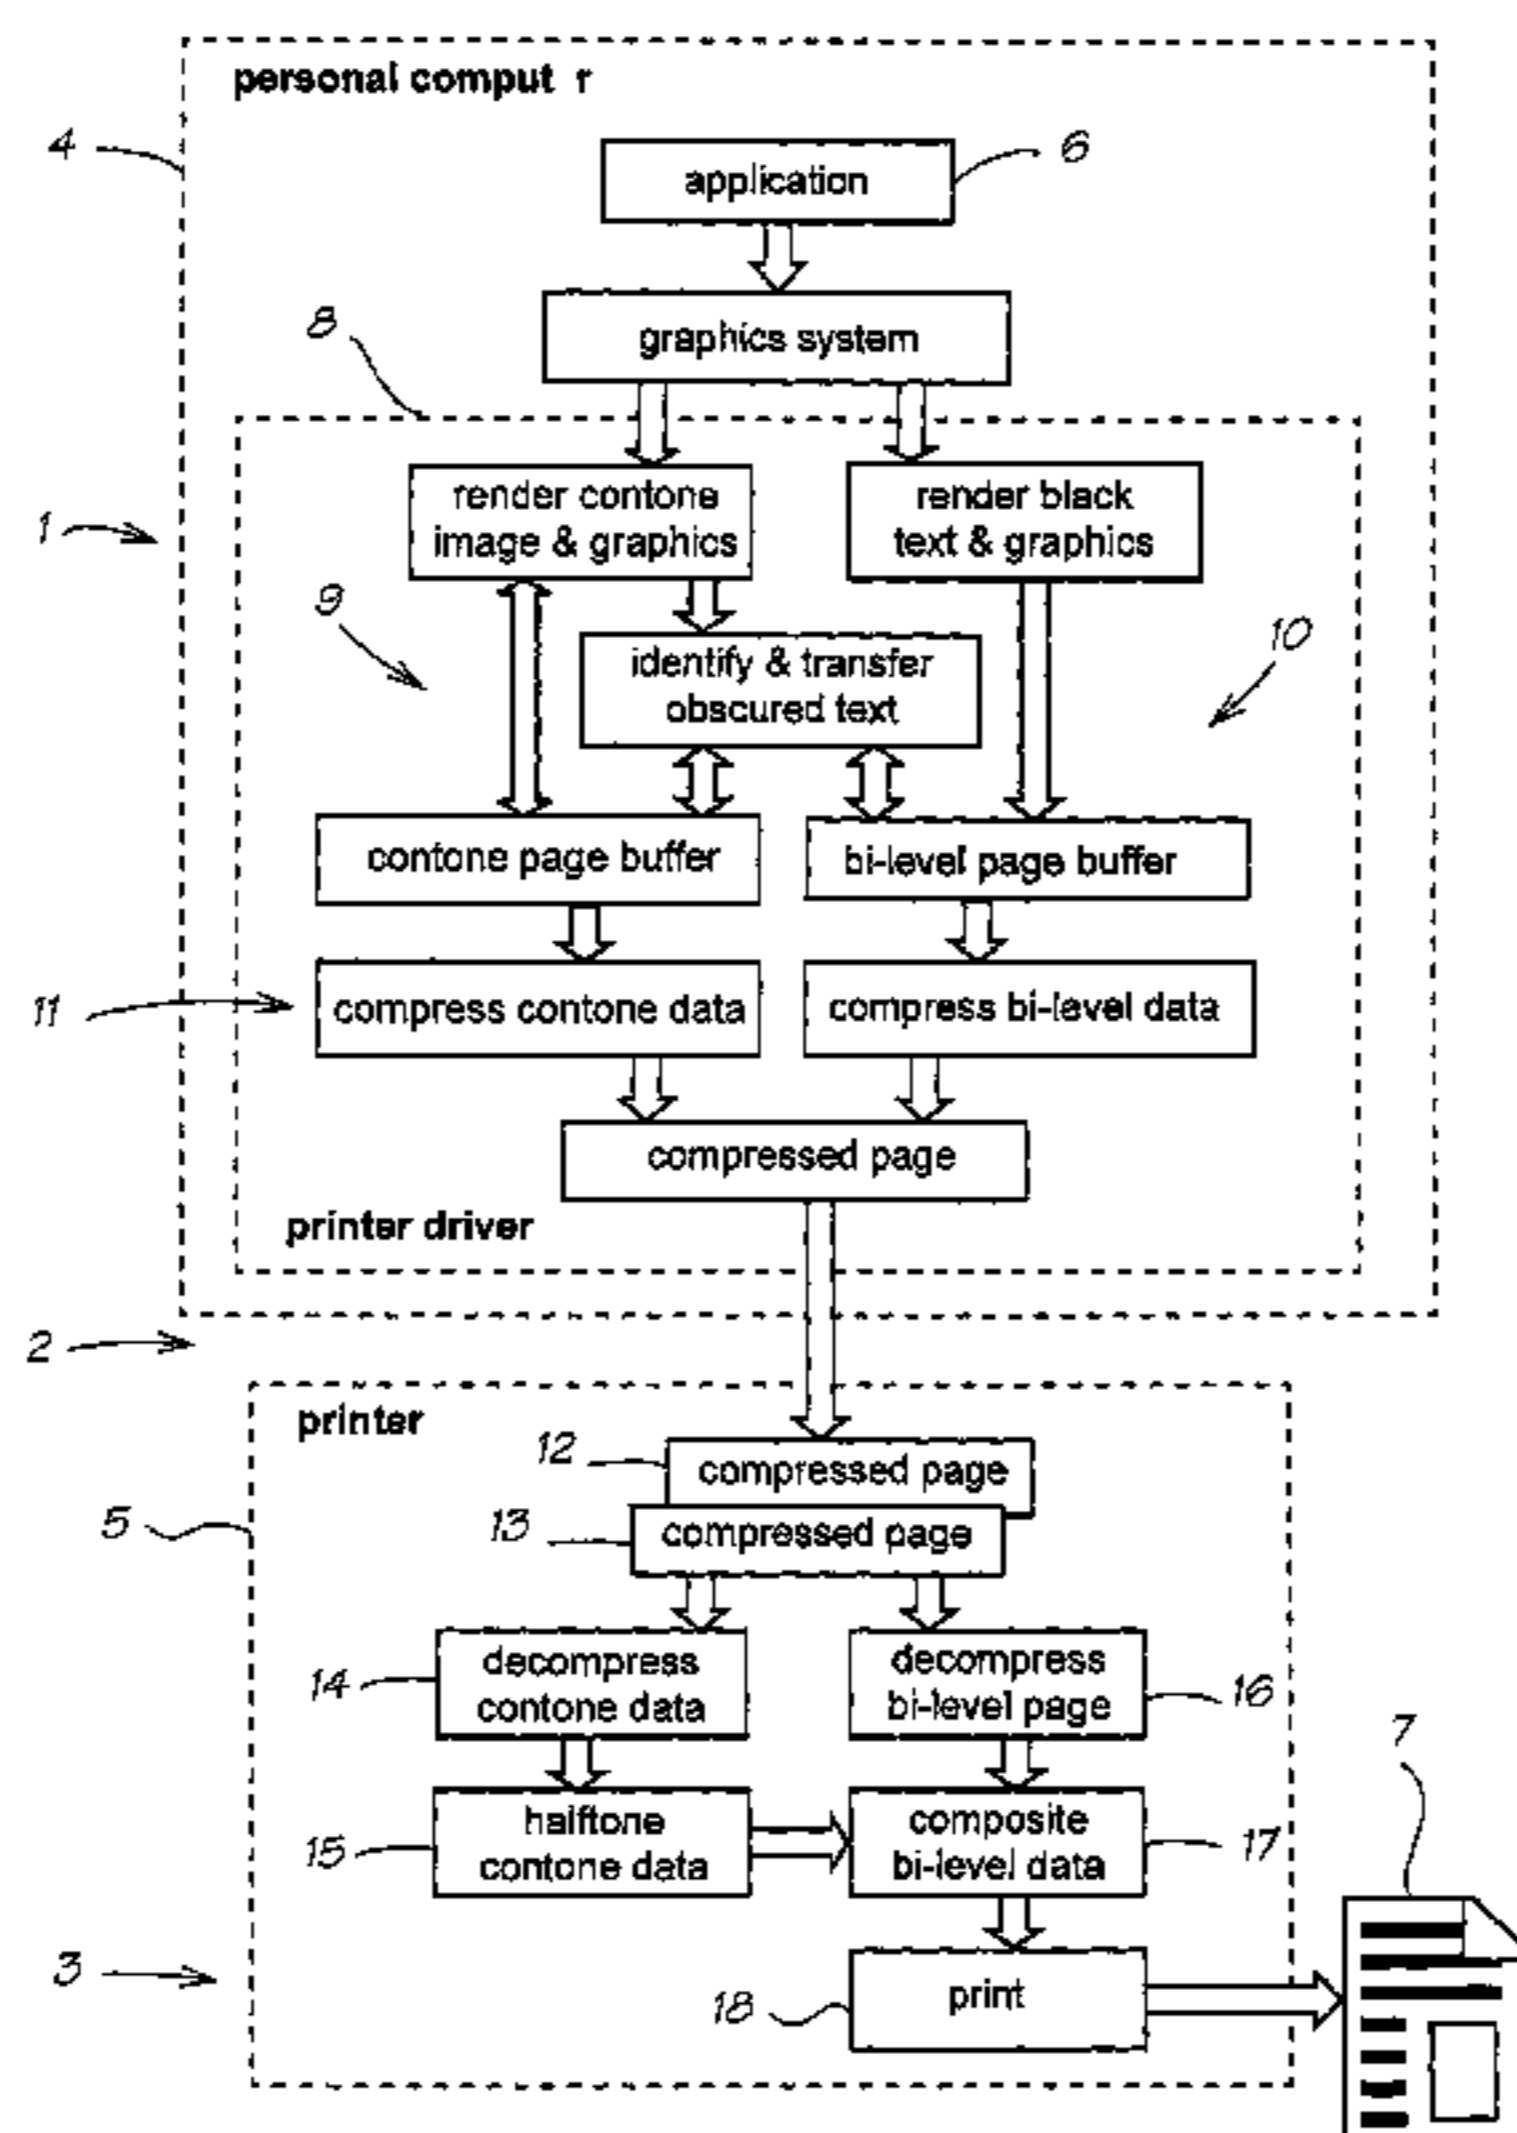 personal comput r
4
6
application
8
graphics system
1
render contone
image & graphics
render black
text & graphics
9
10
identify & transfer
obscured text
contone page buffer
bi-level page buffer
11
compress contone data
compress bi-level data
compressed page
printer driver
2
printer
12
compressed page
5
13
compressed page
14
decompress
contone data
decompress
bi-level page
16
7
15
halftone
contone data
composite
bi-level data
17
3
18
print